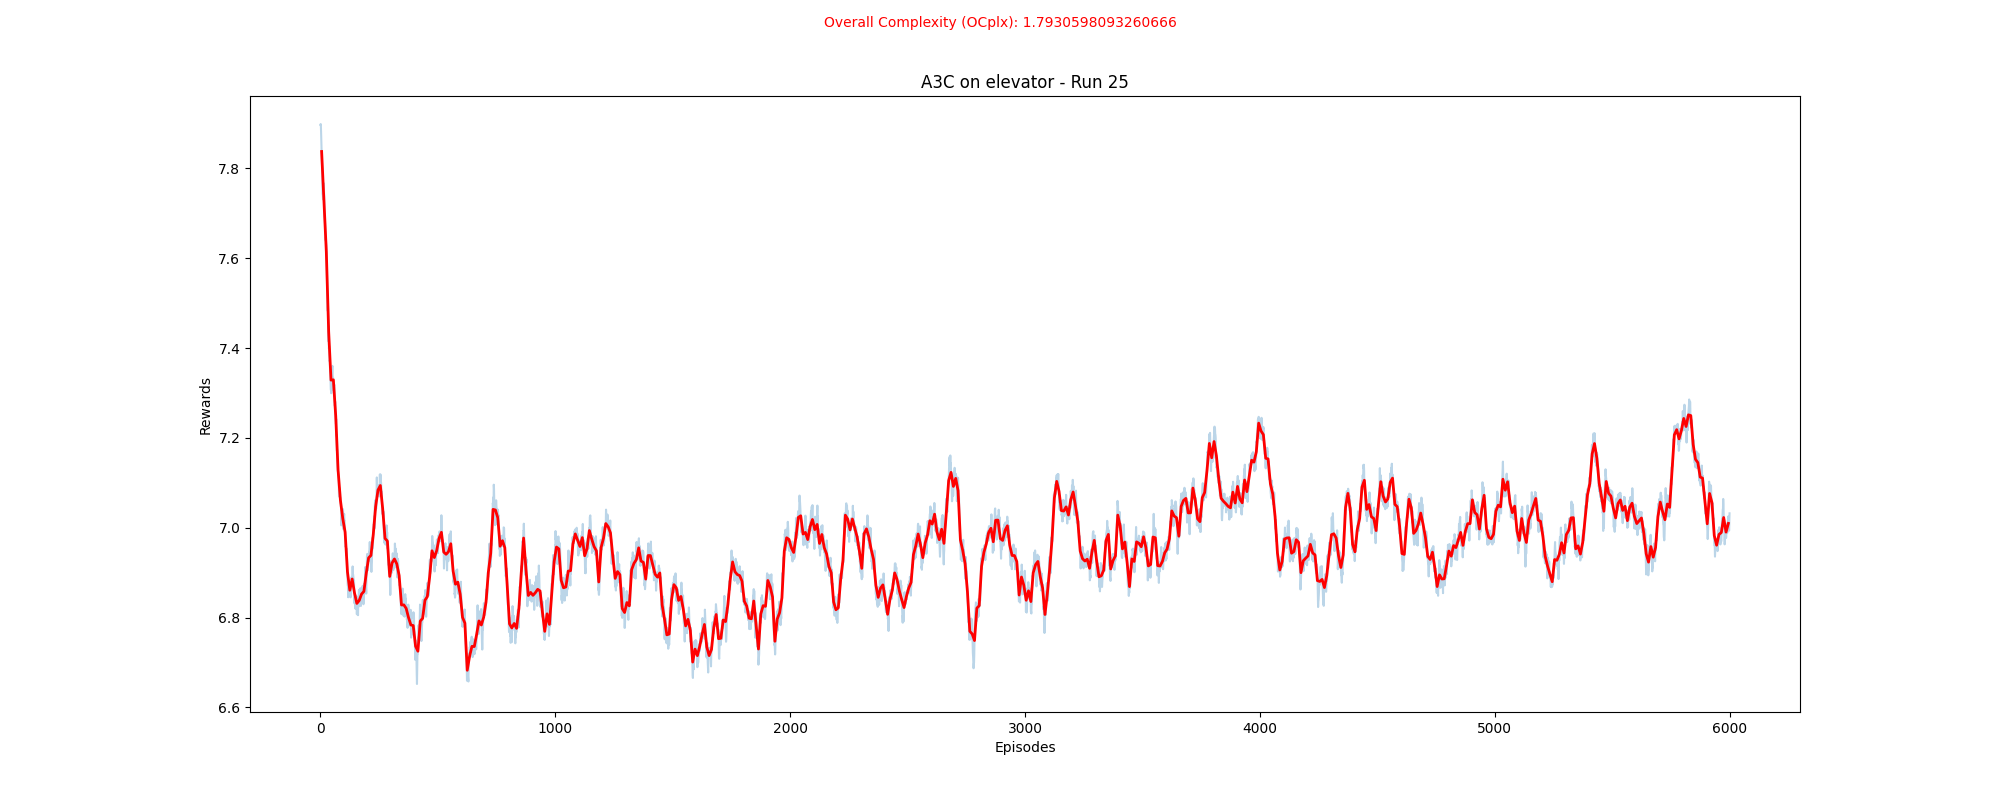 Overall Complexity (OCplx): 1.7930598093260666
A3C on elevator - Run 25
Rewards
7.8
7.6
7.4
7.2
7.0
6.8
6.6
0 1000 2000 3000 4000 5000 6000
Episodes